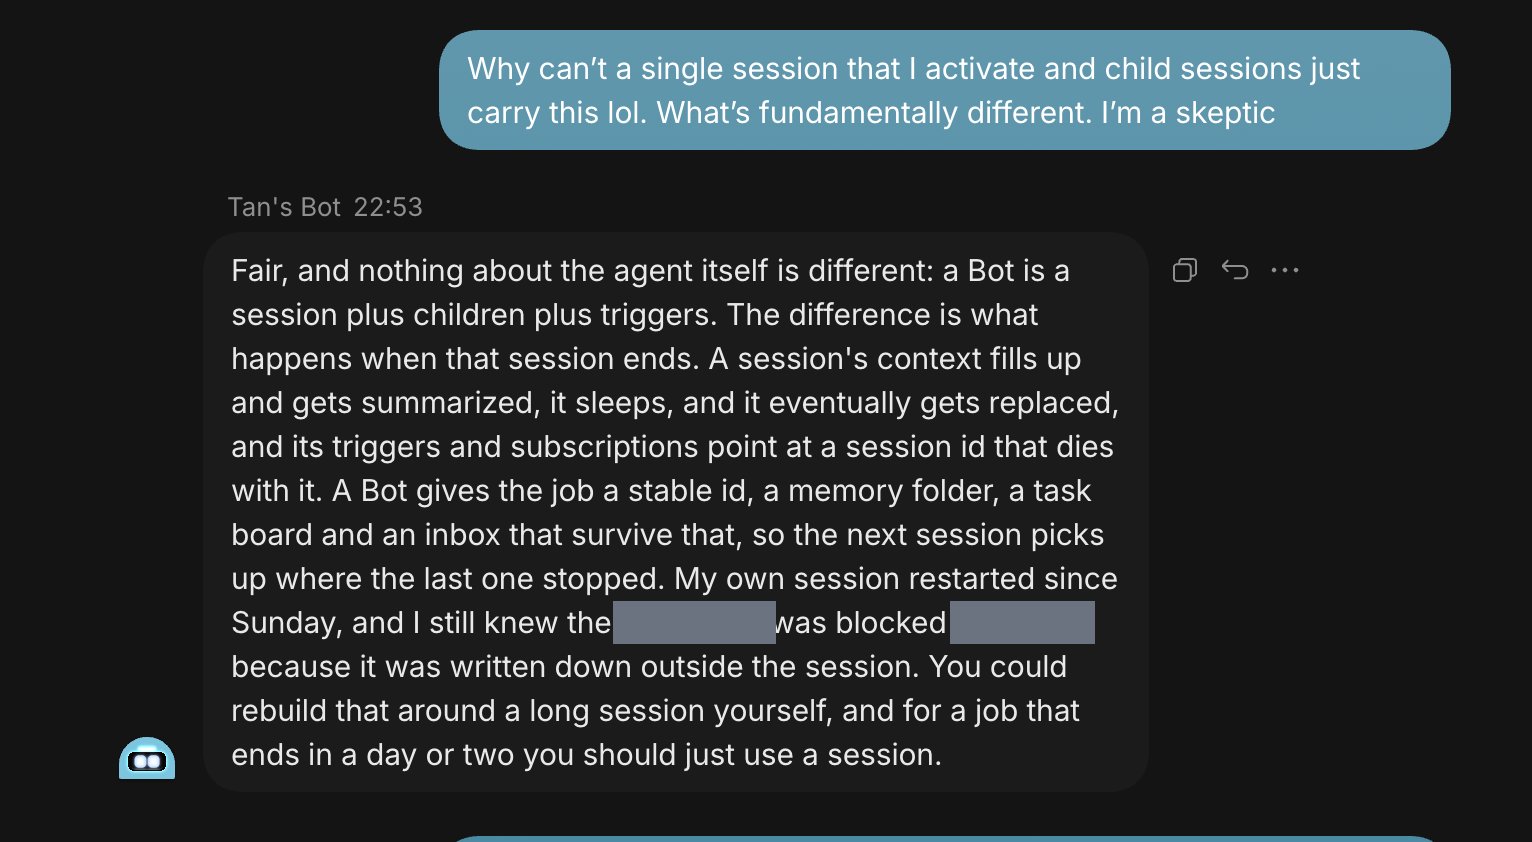 Why can’t a single session that I activate and child sessions just
carry this lol. What’s fundamentally different. I’m a skeptic
Tan's Bot 22:53
Fair, and nothing about the agent itself is different: a Bot is a
session plus children plus triggers. The difference is what
happens when that session ends. A session's context fills up
and gets summarized, it sleeps, and it eventually gets replaced,
and its triggers and subscriptions point at a session id that dies
with it. A Bot gives the job a stable id, a memory folder, a task
board and an inbox that survive that, so the next session picks
up where the last one stopped. My own session restarted since
Sunday, and I still knew the was blocked
because it was written down outside the session. You could
rebuild that around a long session yourself, and for a job that
ends in a day or two you should just use a session.